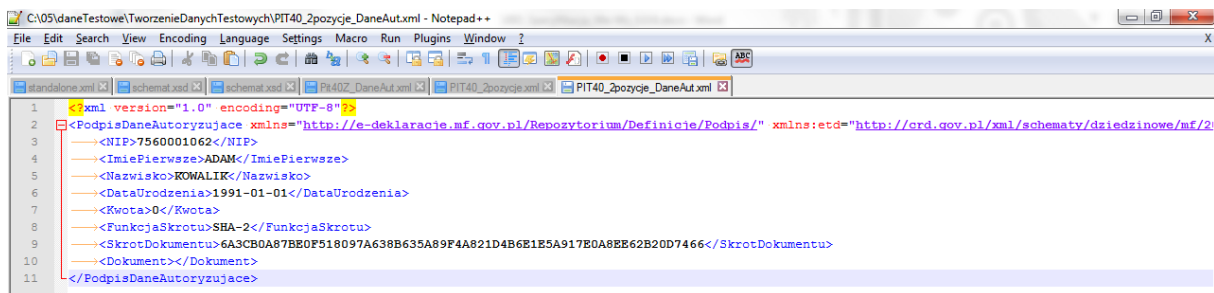 C:\05\daneTestowe\TworzenieDanychTestowych\PIT40_2pozycje_DaneAut.xml - Notepad++
File Edit Search View Encoding Language Settings Macro Run Plugins Window ? X
standalone.xml schemat.xsd schemat.xsd Pit40Z_DaneAut.xml PIT40_2pozycje.xml PIT40_2pozycje_DaneAut.xml
1 <?xml version="1.0" encoding="UTF-8"?>
2 <PodpisDaneAutoryzujace xmlns="http://e-deklaracje.mf.gov.pl/Repozytorium/Definicje/Podpis/" xmlns:etd="http://crd.gov.pl/xml/schematy/dziedzinowe/mf/20
3 <NIP>7560001062</NIP>
4 <ImiePierwsze>ADAM</ImiePierwsze>
5 <Nazwisko>KOWALIK</Nazwisko>
6 <DataUrodzenia>1991-01-01</DataUrodzenia>
7 <Kwota>0</Kwota>
8 <FunkcjaSkrotu>SHA-2</FunkcjaSkrotu>
9 <SkrotDokumentu>6A3CB0A87BE0F518097A638B635A89F4A821D4B6E1E5A917E0A8EE62B20D7466</SkrotDokumentu>
10 <Dokument></Dokument>
11 </PodpisDaneAutoryzujace>